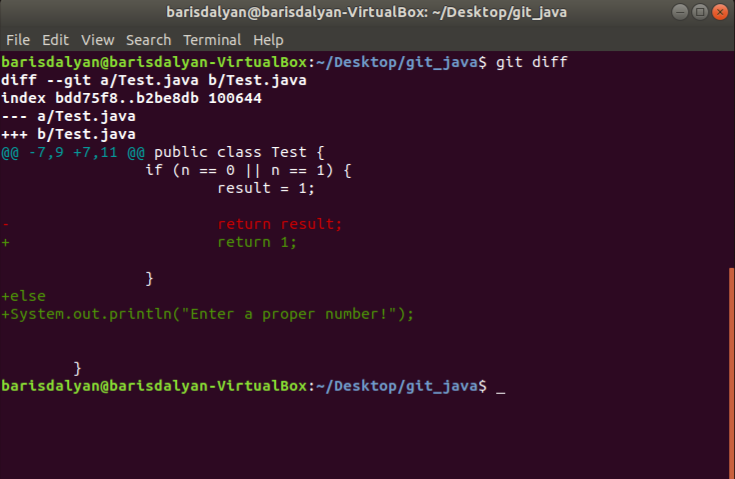 barisdalyan@barisdalyan-VirtualBox: ~/Desktop/git_java
File Edit View Search Terminal Help
barisdalyan@barisdalyan-VirtualBox:~/Desktop/git_java$ git diff
diff --git a/Test.java b/Test.java
index bdd75f8..b2be8db 100644
--- a/Test.java
+++ b/Test.java
@@ -7,9 +7,11 @@ public class Test {
                if (n == 0 || n == 1) {
                        result = 1;
-                       return result;
+                       return 1;
                }
+else
+System.out.println("Enter a proper number!");
        }
barisdalyan@barisdalyan-VirtualBox:~/Desktop/git_java$ _